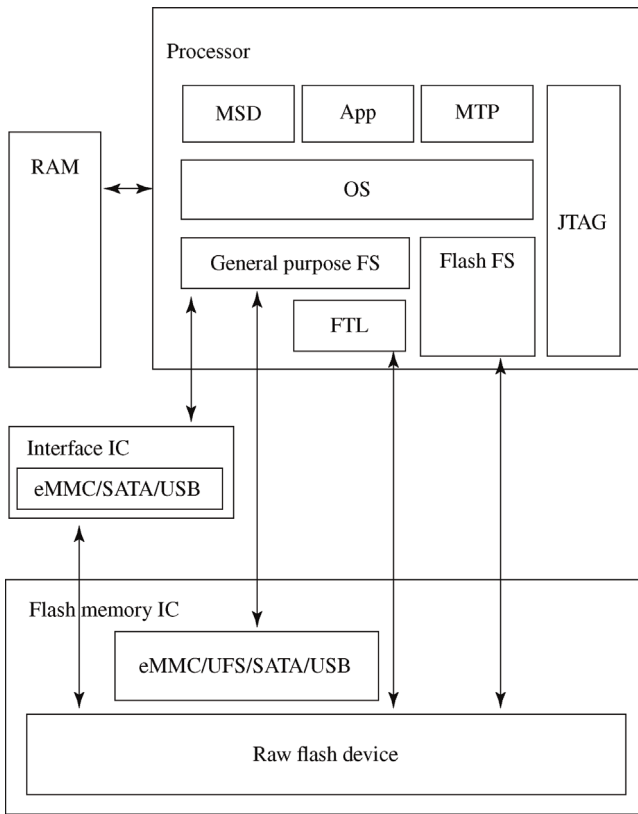 Processor
MSD
App
MTP
RAM
OS
JTAG
General purpose FS
Flash FS
FTL
Interface IC
eMMC/SATA/USB
Flash memory IC
eMMC/UFS/SATA/USB
Raw flash device